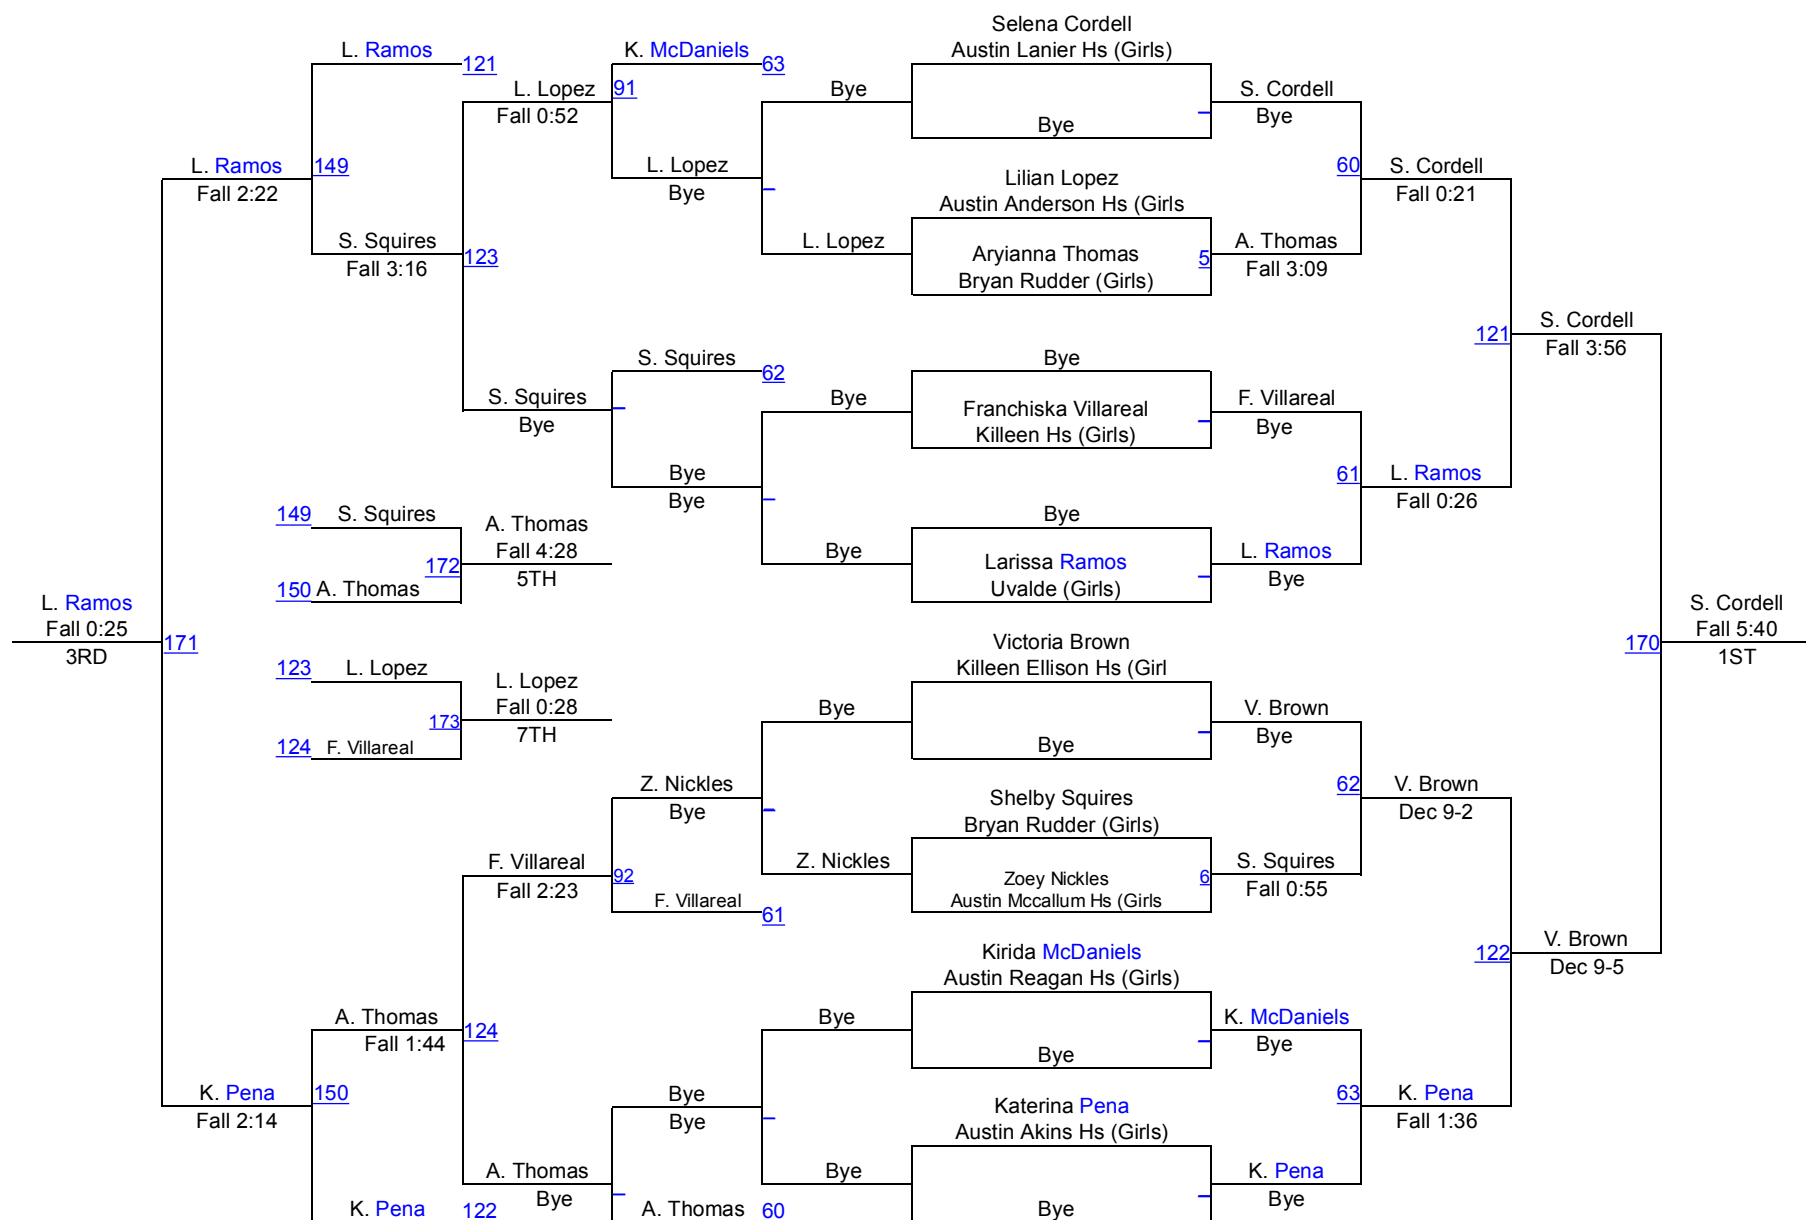 Selena Cordell
L. Ramos
K. McDaniels
Austin Lanier Hs (Girls)
121
63
L. Lopez
91
Bye
S. Cordell
Fall 0:52
Bye
Bye
L. Ramos
149
L. Lopez
60
S. Cordell
Fall 2:22
Bye
Lilian Lopez
Fall 0:21
Austin Anderson Hs (Girls
S. Squires
L. Lopez
A. Thomas
Fall 3:16
123
Aryianna Thomas
5
Fall 3:09
Bryan Rudder (Girls)
S. Cordell
121
Fall 3:56
S. Squires
Bye
62
S. Squires
Bye
F. Villareal
Bye
Franchiska Villareal
Bye
Killeen Hs (Girls)
Bye
61
L. Ramos
Bye
Fall 0:26
149
S. Squires
A. Thomas
Bye
Fall 4:28
Bye
L. Ramos
172
5TH
Larissa Ramos
Bye
150
A. Thomas
Uvalde (Girls)
L. Ramos
S. Cordell
Fall 0:25
Fall 5:40
3RD
171
170
1ST
Victoria Brown
123
L. Lopez
Killeen Ellison Hs (Girl
L. Lopez
Fall 0:28
Bye
V. Brown
173
7TH
Bye
124
F. Villareal
Bye
Z. Nickles
62
V. Brown
Bye
Shelby Squires
Dec 9-2
Bryan Rudder (Girls)
F. Villareal
Z. Nickles
S. Squires
Fall 2:23
92
Zoey Nickles
6
Fall 0:55
F. Villareal
Austin Mccallum Hs (Girls
61
V. Brown
Kirida McDaniels
122
Dec 9-5
Austin Reagan Hs (Girls)
A. Thomas
Bye
K. McDaniels
Fall 1:44
124
Bye
Bye
K. Pena
150
Bye
63
K. Pena
Fall 2:14
Bye
Katerina Pena
Fall 1:36
Austin Akins Hs (Girls)
A. Thomas
Bye
K. Pena
Bye
Bye
K. Pena
122
A. Thomas
60
Bye